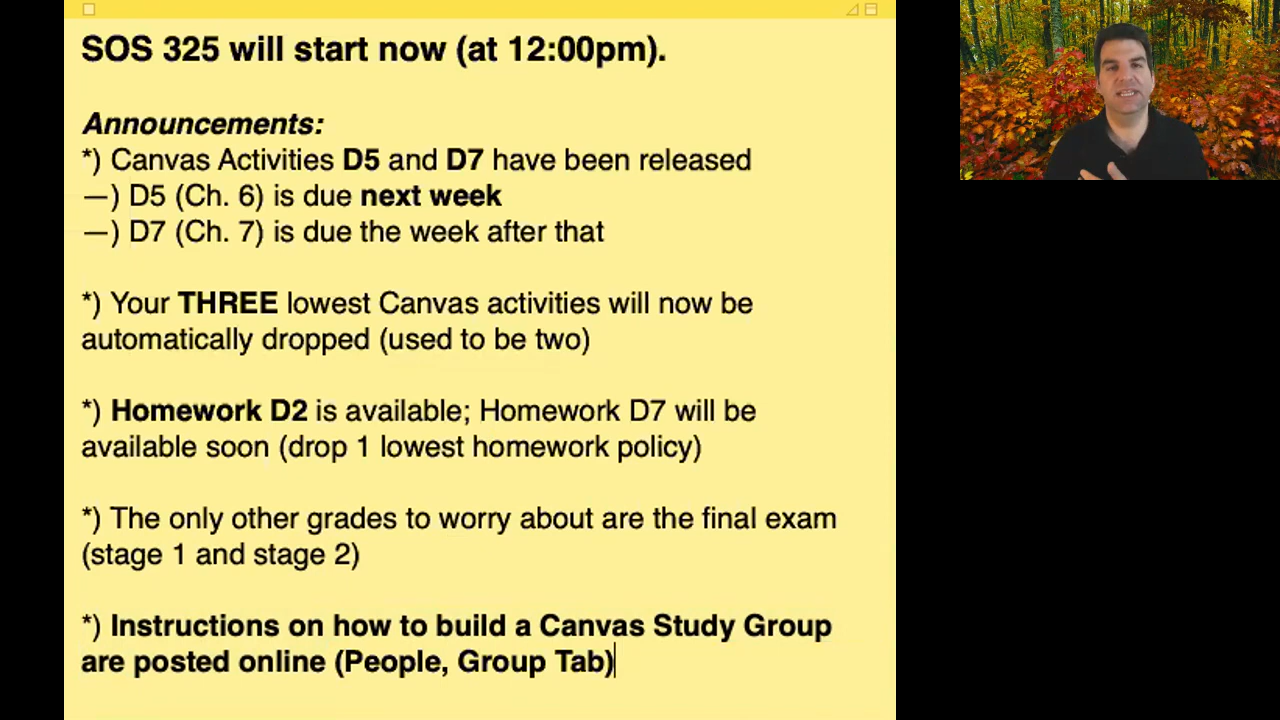 SOS 325 will start now (at 12:00pm).
Announcements:
*) Canvas Activities D5 and D7 have been released
—) D5 (Ch. 6) is due next week
—) D7 (Ch. 7) is due the week after that
*) Your THREE lowest Canvas activities will now be
automatically dropped (used to be two)
*) Homework D2 is available; Homework D7 will be
available soon (drop 1 lowest homework policy)
*) The only other grades to worry about are the final exam
(stage 1 and stage 2)
*) Instructions on how to build a Canvas Study Group
are posted online (People, Group Tab)